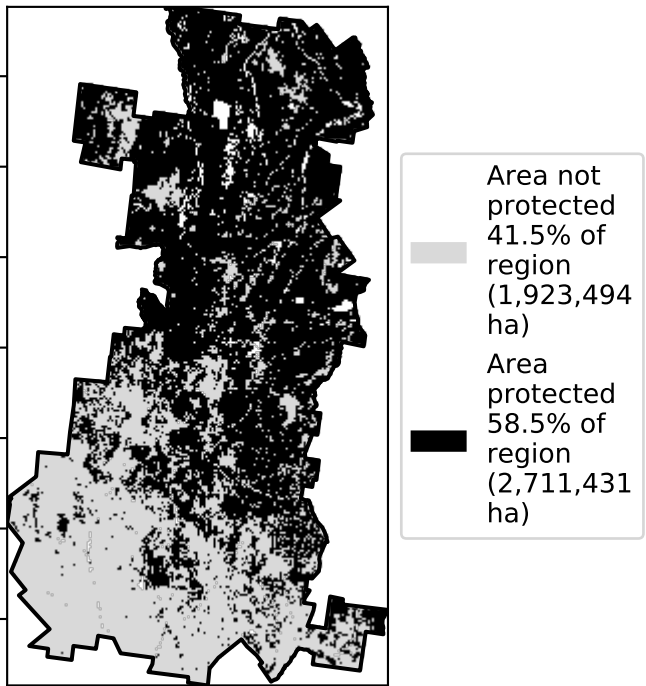 Area not
protected
41.5% of
region
(1,923,494
ha)
Area
protected
58.5% of
region
(2,711,431
ha)